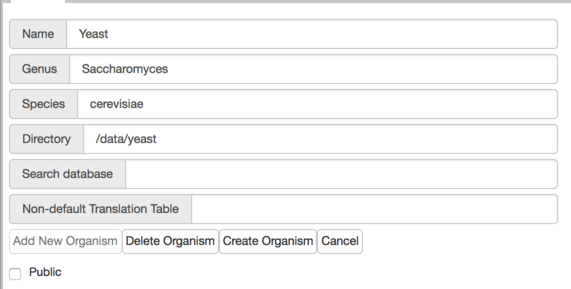 Name Yeast
Genus Saccharomyces
Species cerevisiae
Directory /data/yeast
Search database
Non-default Translation Table
Add New Organism Delete Organism Create Organism Cancel
Public